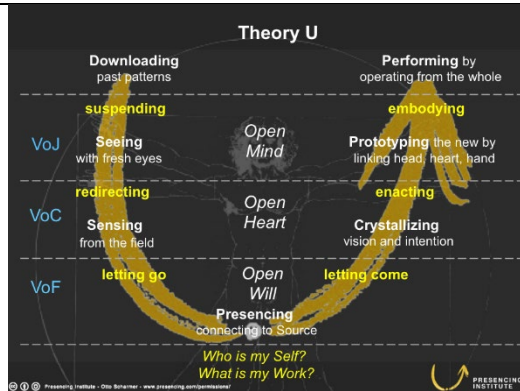 Theory U
Downloading
past patterns
Performing by
operating from the whole
suspending
embodying
VoJ
Seeing
with fresh eyes
Open
Mind
Prototyping the new by
linking head, heart, hand
redirecting
enacting
VoC
Sensing
from the field
Open
Heart
Crystallizing
vision and intention
letting go
letting come
VoF
Open
Will
Presencing
connecting to Source
Who is my Self?
What is my Work?
Presencing Institute - Otto Scharmer - www.presencing.com/permissions/
PRESENCING
INSTITUTE